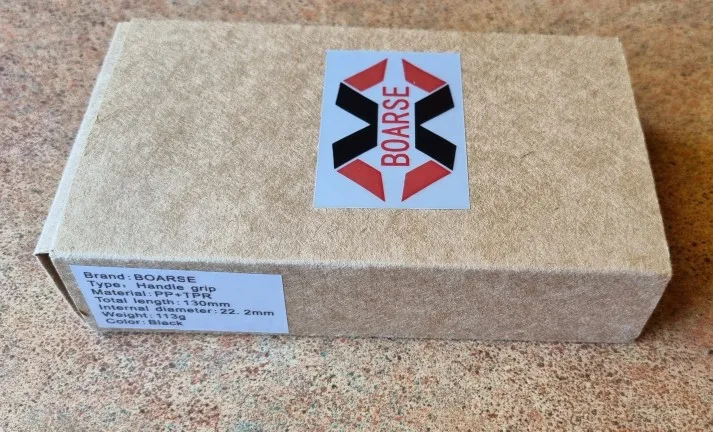 BOARSE
Brand:BOARSE
Type: Handle grip
Material:PP+TPR
Total length:130mm
Internal diameter:22.2mm
Weight:113g
Color:Black